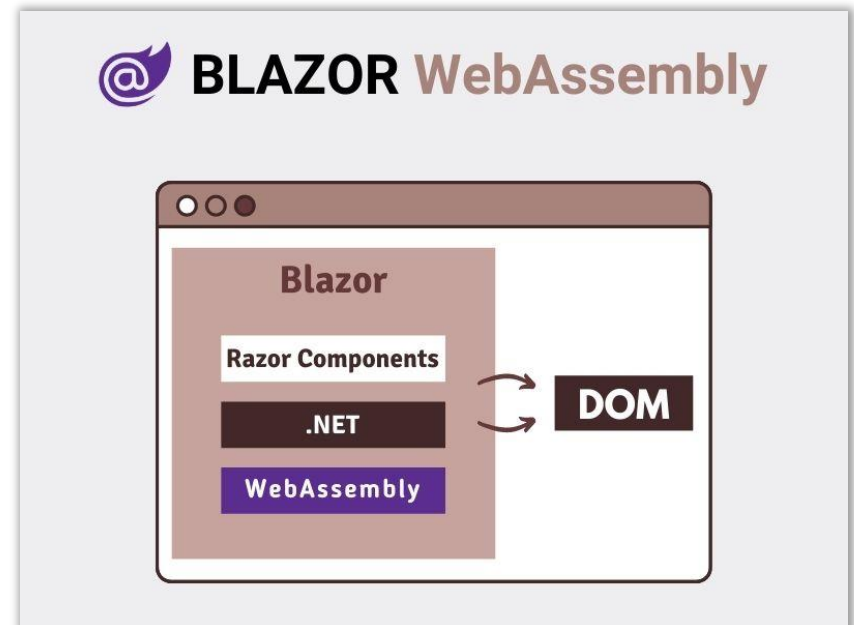 @ BLAZOR WebAssembly
Blazor
Razor Components
.NET
WebAssembly
DOM